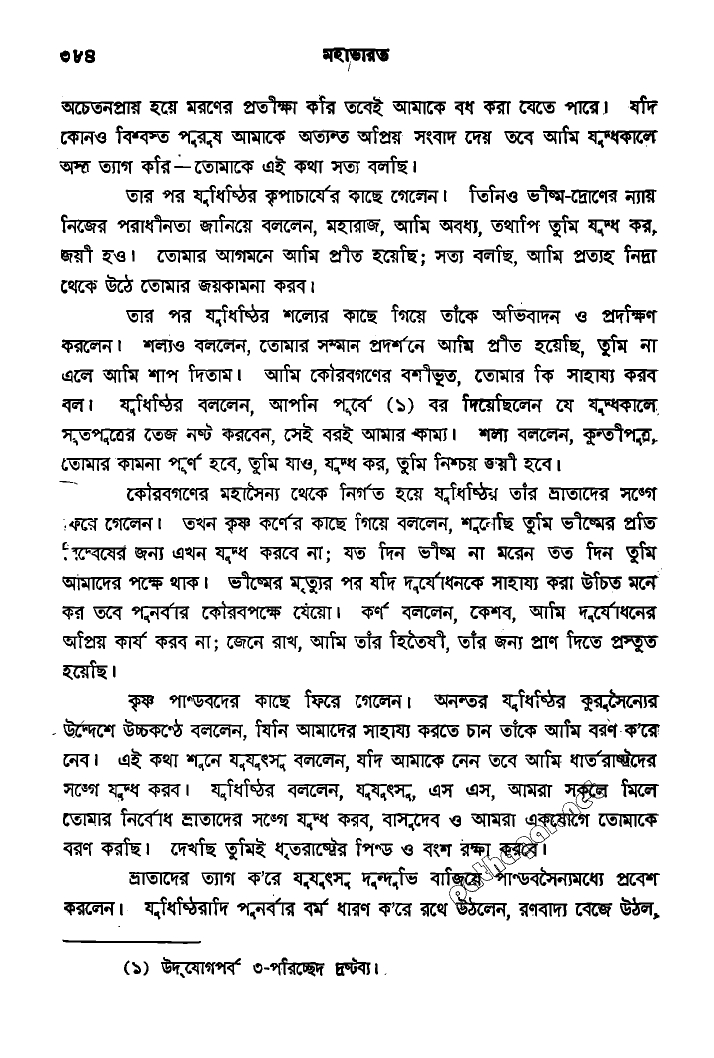 ৩৮৪ মহাভারত
অচেতনপ্রায় হয়ে মরণের প্রতীক্ষা করি তবেই আমাকে বধ করা যেতে পারে। যদি
কোনও বিশ্বস্ত পুরুষ আমাকে অত্যন্ত অপ্রিয় সংবাদ দেয় তবে আমি যুদ্ধকালে
অস্ত্র ত্যাগ করি—তোমাকে এই কথা সত্য বলছি।
তার পর যুধিষ্ঠির কৃপাচার্যের কাছে গেলেন। তিনিও ভীষ্ম-দ্রোণের ন্যায়
নিজের পরাধীনতা জানিয়ে বললেন, মহারাজ, আমি অবধ্য, তথাপি তুমি যুদ্ধ কর,
জয়ী হও। তোমার আগমনে আমি প্রীত হয়েছি; সত্য বলছি, আমি প্রত্যহ নিদ্রা
থেকে উঠে তোমার জয়কামনা করব।
তার পর যুধিষ্ঠির শল্যের কাছে গিয়ে তাঁকে অভিবাদন ও প্রদক্ষিণ
করলেন। শল্যও বললেন, তোমার সম্মান প্রদর্শনে আমি প্রীত হয়েছি, তুমি না
এলে আমি শাপ দিতাম। আমি কৌরবগণের বশীভূত, তোমার কি সাহায্য করব
বল। যুধিষ্ঠির বললেন, আপনি পূর্বে (১) বর দিয়েছিলেন যে যুদ্ধকালে
সূতপুত্রের তেজ নষ্ট করবেন, সেই বরই আমার কাম্য। শল্য বললেন, কুন্তীপুত্র,
তোমার কামনা পূর্ণ হবে, তুমি যাও, যুদ্ধ কর, তুমি নিশ্চয় জয়ী হবে।
কৌরবগণের মহাসৈন্য থেকে নির্গত হয়ে যুধিষ্ঠির তাঁর ভ্রাতাদের সঙ্গে
ফিরে গেলেন। তখন কৃষ্ণ কর্ণের কাছে গিয়ে বললেন, শুনেছি তুমি ভীষ্মের প্রতি
বিদ্বেষের জন্য এখন যুদ্ধ করবে না; যত দিন ভীষ্ম না মরেন তত দিন তুমি
আমাদের পক্ষে থাক। ভীষ্মের মৃত্যুর পর যদি দুর্যোধনকে সাহায্য করা উচিত মনে
কর তবে পুনর্বার কৌরবপক্ষে যেয়ো। কর্ণ বললেন, কেশব, আমি দুর্যোধনের
অপ্রিয় কার্য করব না; জেনে রাখ, আমি তাঁর হিতৈষী, তাঁর জন্য প্রাণ দিতে প্রস্তুত
হয়েছি।
কৃষ্ণ পাণ্ডবদের কাছে ফিরে গেলেন। অনন্তর যুধিষ্ঠির কুরুসৈন্যের
উদ্দেশে উচ্চকণ্ঠে বললেন, যিনি আমাদের সাহায্য করতে চান তাঁকে আমি বরণ ক’রে
নেব। এই কথা শুনে যুযুৎসু বললেন, যদি আমাকে নেন তবে আমি ধার্তরাষ্ট্রদের
সঙ্গে যুদ্ধ করব। যুধিষ্ঠির বললেন, যুযুৎসু, এস এস, আমরা সকলে মিলে
তোমার নির্বোধ ভ্রাতাদের সঙ্গে যুদ্ধ করব, বাসুদেব ও আমরা একযোগে তোমাকে
বরণ করছি। দেখছি তুমিই ধৃতরাষ্ট্রের পিণ্ড ও বংশ রক্ষা করবে।
ভ্রাতাদের ত্যাগ ক’রে যুযুৎসু দুন্দুভি বাজিয়ে পাণ্ডবসৈন্যমধ্যে প্রবেশ
করলেন। যুধিষ্ঠিরাদি পুনর্বার বর্ম ধারণ ক’রে রথে উঠলেন, রণবাদ্য বেজে উঠল,
(১) উদ্‌যোগপর্ব ৩-পরিচ্ছেদ দ্রষ্টব্য।